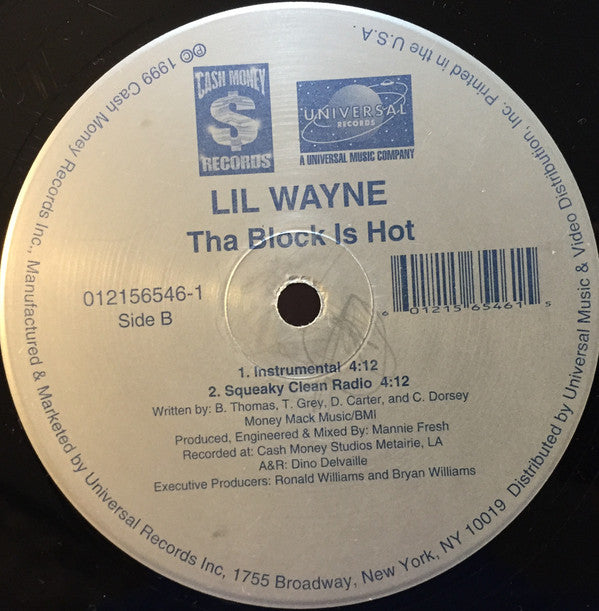 CASH MONEY
$
RECORDS
UNIVERSAL
RECORDS
A UNIVERSAL MUSIC COMPANY
LIL WAYNE
Tha Block Is Hot
012156546-1
Side B
6 01215 65461 5
1. Instrumental 4:12
2. Squeaky Clean Radio 4:12
Written by: B. Thomas, T. Grey, D. Carter, and C. Dorsey
Money Mack Music/BMI
Produced, Engineered & Mixed By: Mannie Fresh
Recorded at: Cash Money Studios Metairie, LA
A&R: Dino Delvaille
Executive Producers: Ronald Williams and Bryan Williams
℗© 1999 Cash Money Records Inc., Manufactured & Marketed by Universal Records Inc, 1755 Broadway, New York, NY 10019 Distributed by Universal Music & Video Distribution, Inc. Printed in the U.S.A.